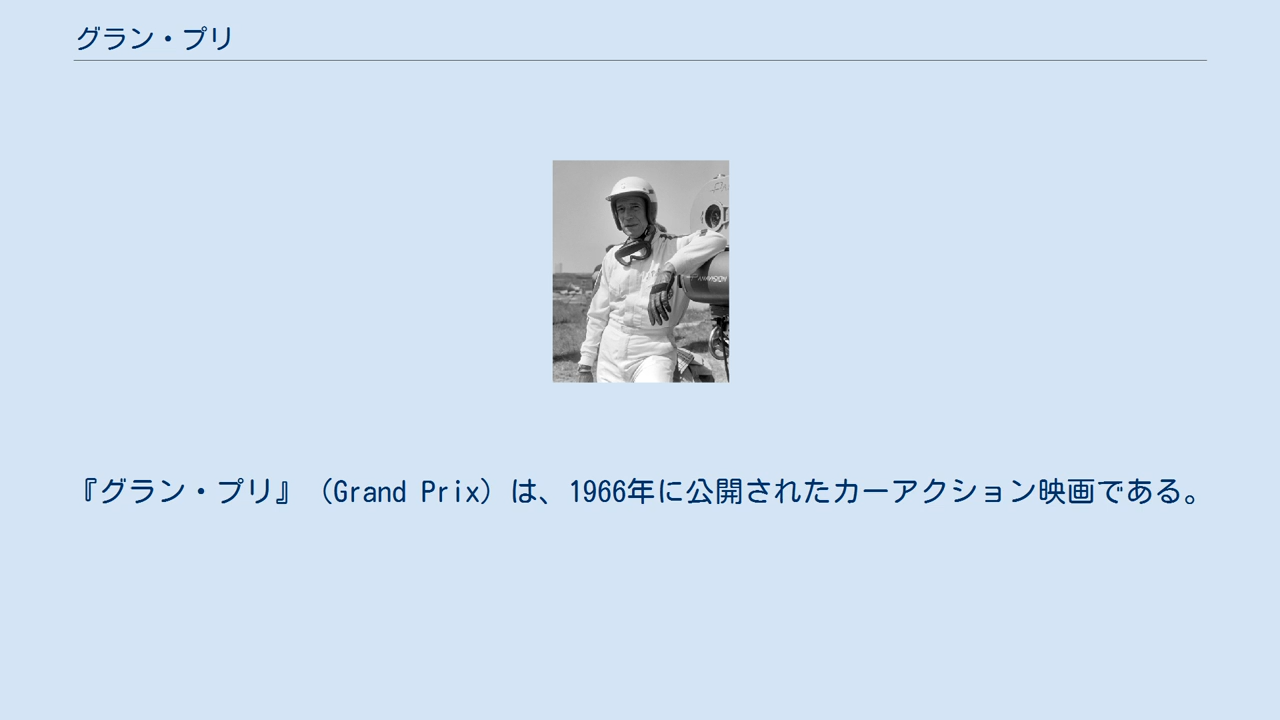 グラン・プリ
『グラン・プリ』（Grand Prix）は、1966年に公開されたカーアクション映画である。